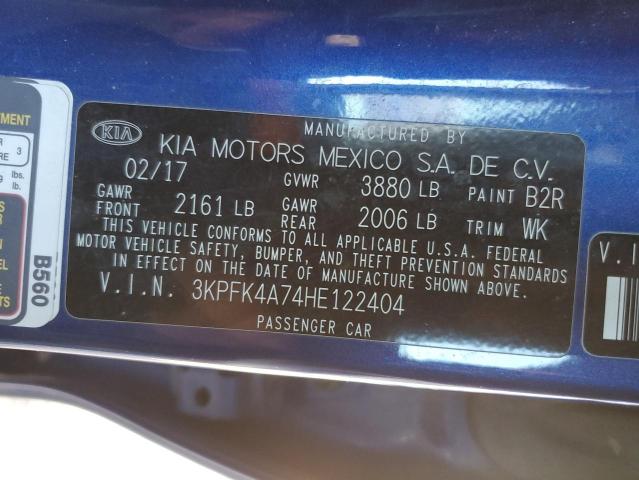 MANUFACTURED BY
KIA KIA MOTORS MEXICO S.A. DE C.V.
02/17 GVWR 3880 LB PAINT B2R
GAWR FRONT 2161 LB GAWR REAR 2006 LB TRIM WK
THIS VEHICLE CONFORMS TO ALL APPLICABLE U.S.A. FEDERAL
MOTOR VEHICLE SAFETY, BUMPER, AND THEFT PREVENTION STANDARDS
IN EFFECT ON THE DATE OF MANUFACTURE SHOWN ABOVE.
V.I.N. 3KPFK4A74HE122404
PASSENGER CAR
B560
3
lbs.
lbs.
V.I